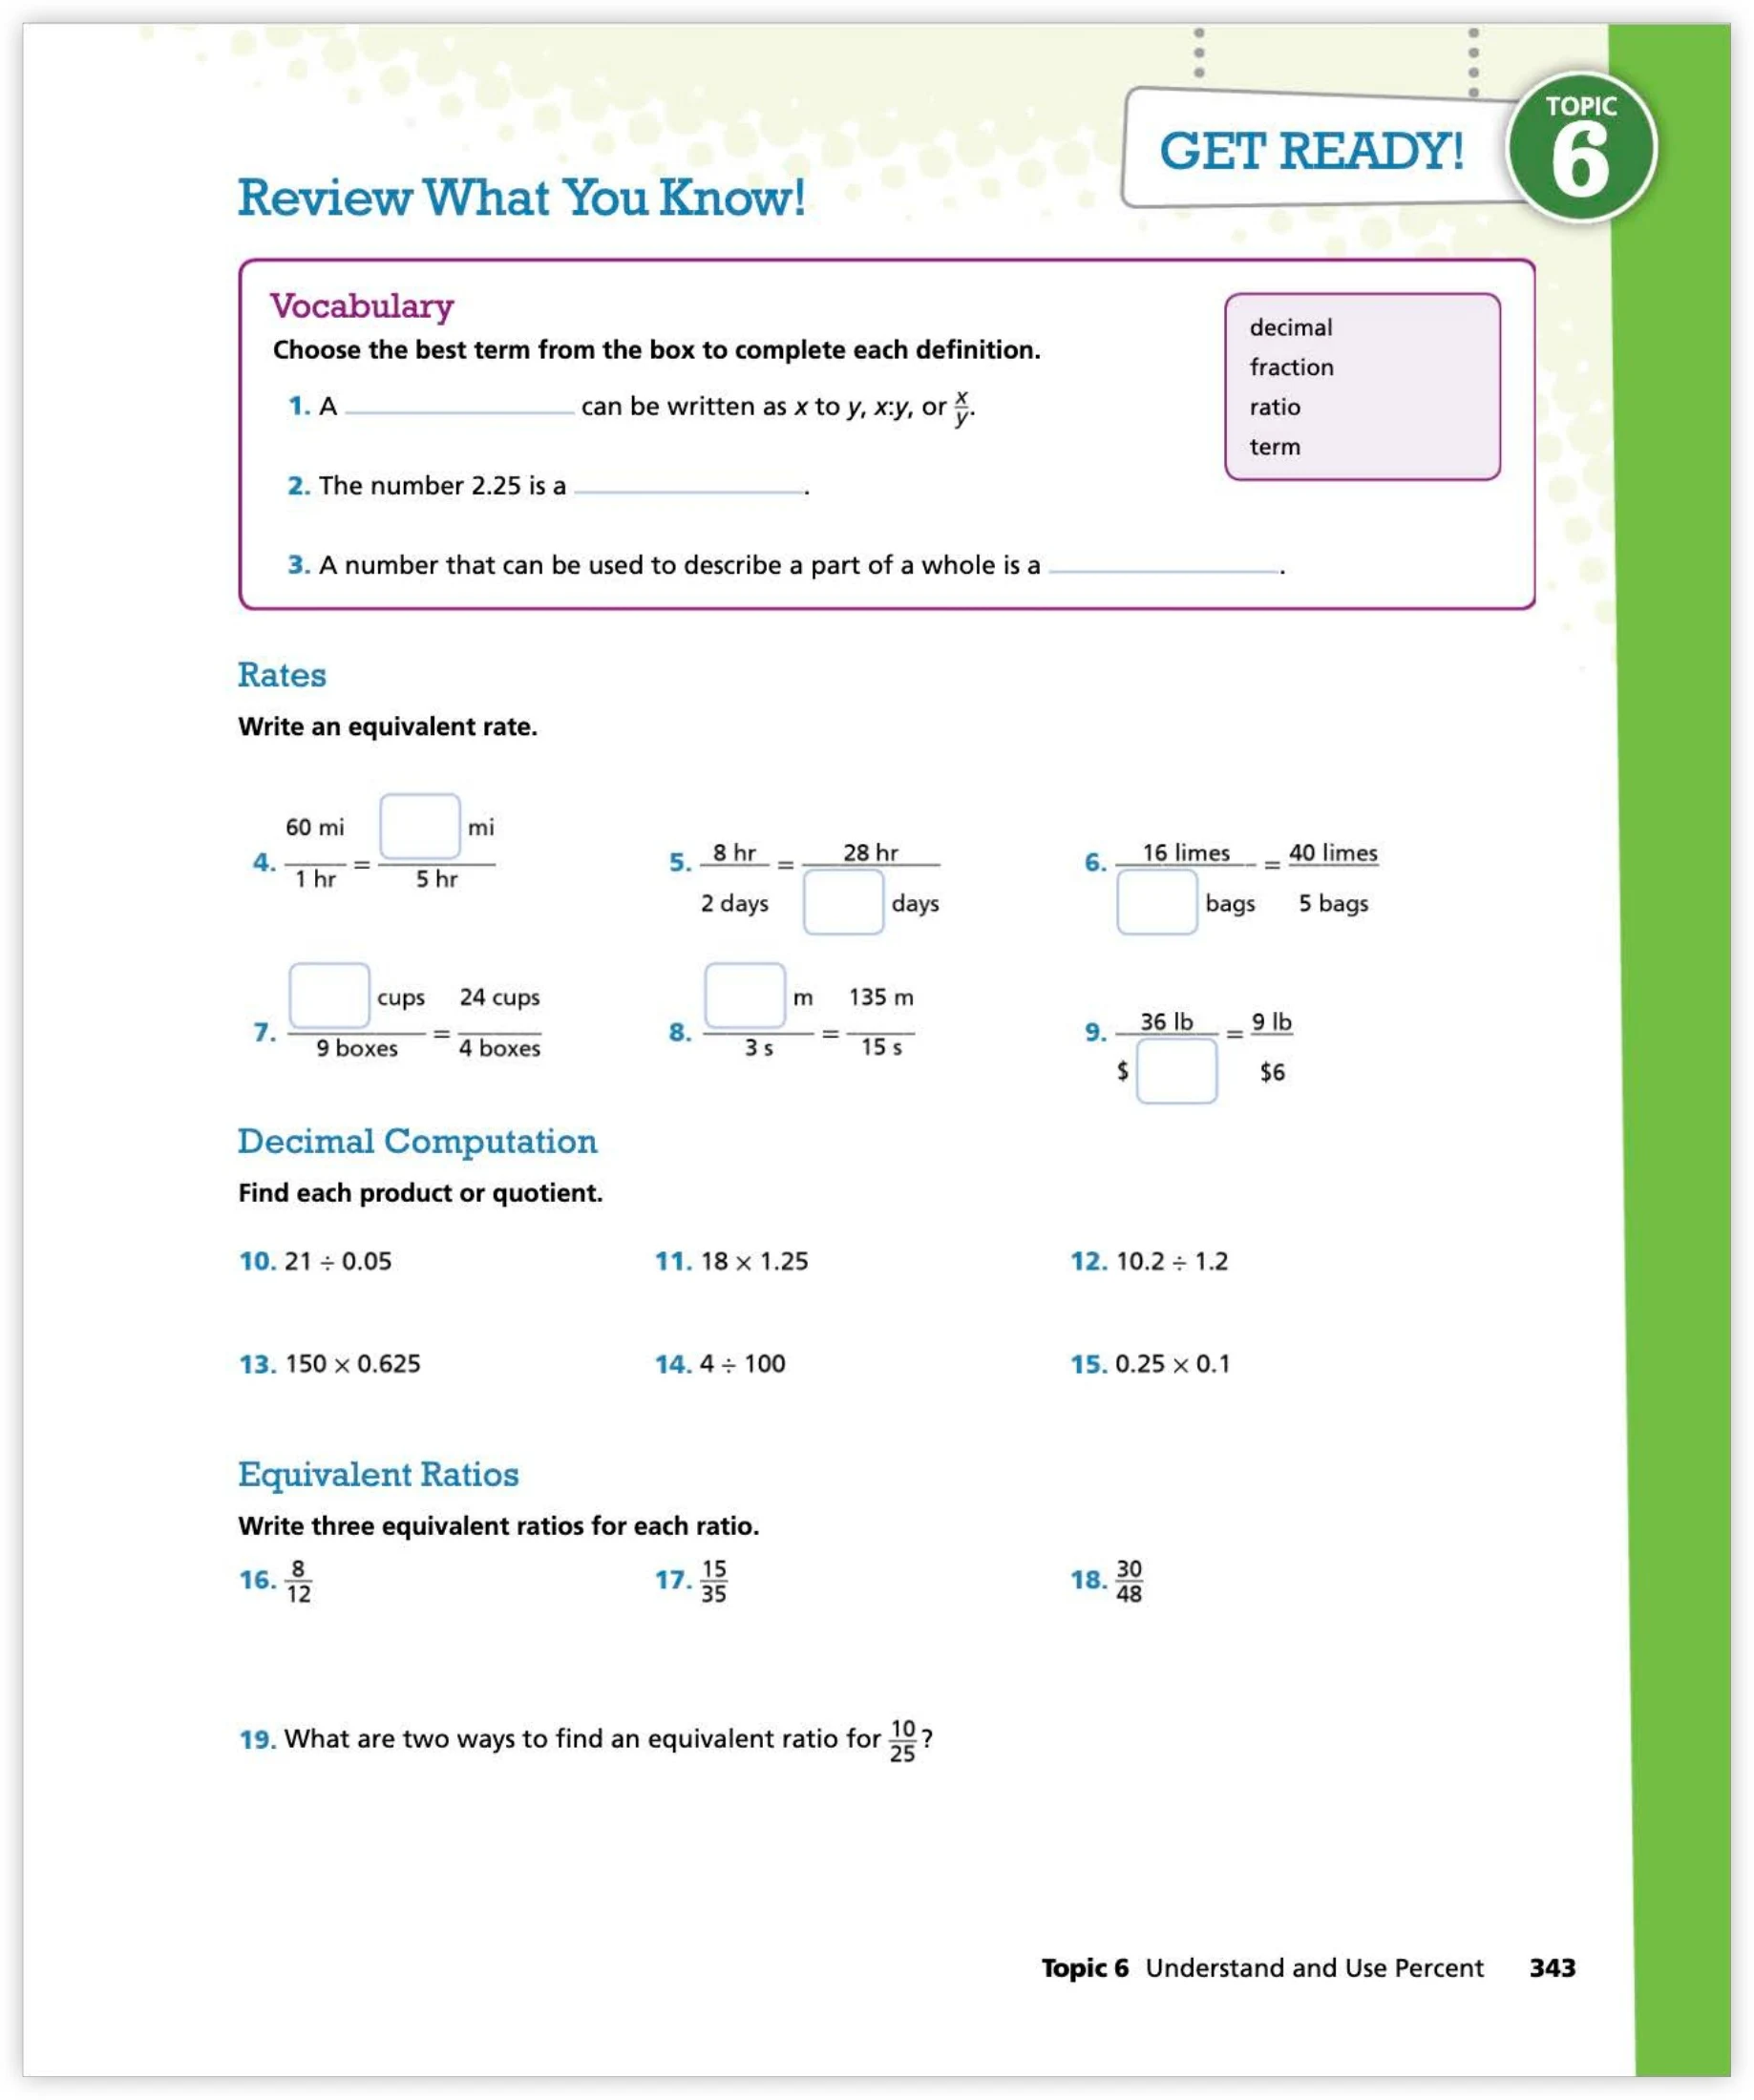 TOPIC
6
GET READY!
Review What You Know!
Vocabulary
Choose the best term from the box to complete each definition.
decimal
fraction
ratio
term
1. A ____________ can be written as x to y, x:y, or x/y.
2. The number 2.25 is a ____________.
3. A number that can be used to describe a part of a whole is a ____________.
Rates
Write an equivalent rate.
4. 60 mi / 1 hr = □ mi / 5 hr
5. 8 hr / 2 days = 28 hr / □ days
6. 16 limes / □ bags = 40 limes / 5 bags
7. □ cups / 9 boxes = 24 cups / 4 boxes
8. □ m / 3 s = 135 m / 15 s
9. 36 lb / $ □ = 9 lb / $6
Decimal Computation
Find each product or quotient.
10. 21 ÷ 0.05
11. 18 × 1.25
12. 10.2 ÷ 1.2
13. 150 × 0.625
14. 4 ÷ 100
15. 0.25 × 0.1
Equivalent Ratios
Write three equivalent ratios for each ratio.
16. 8/12
17. 15/35
18. 30/48
19. What are two ways to find an equivalent ratio for 10/25?
Topic 6 Understand and Use Percent 343